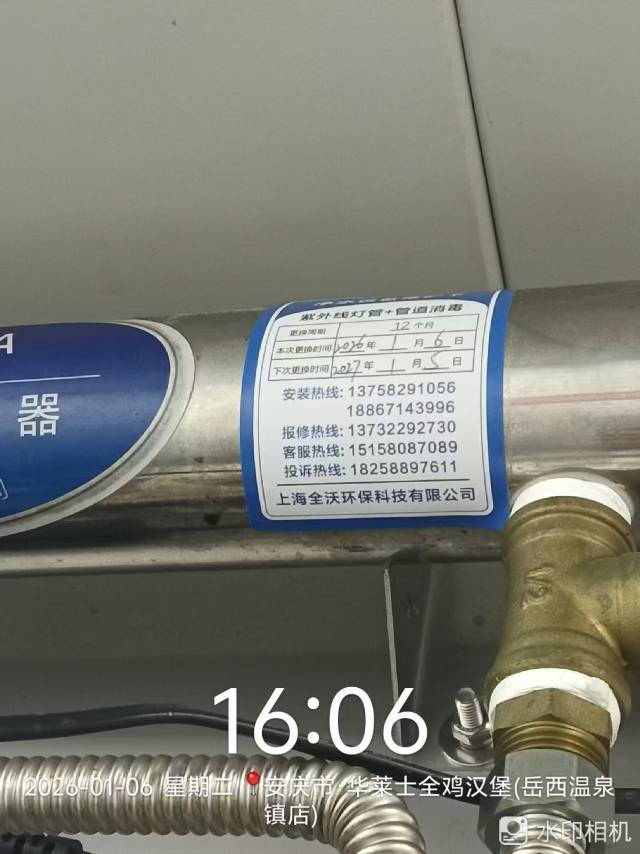 A
器
紫外线灯管+管道消毒
更换周期 12个月
本次更换时间 2026年1月6日
下次更换时间 2027年1月5日
安装热线: 13758291056
18867143996
报修热线: 13732292730
客服热线: 15158087089
投诉热线: 18258897611
上海全沃环保科技有限公司
1/2
16:06
2026-01-06 星期二 📍安庆市·华莱士全鸡汉堡(岳西温泉
镇店)
水印相机